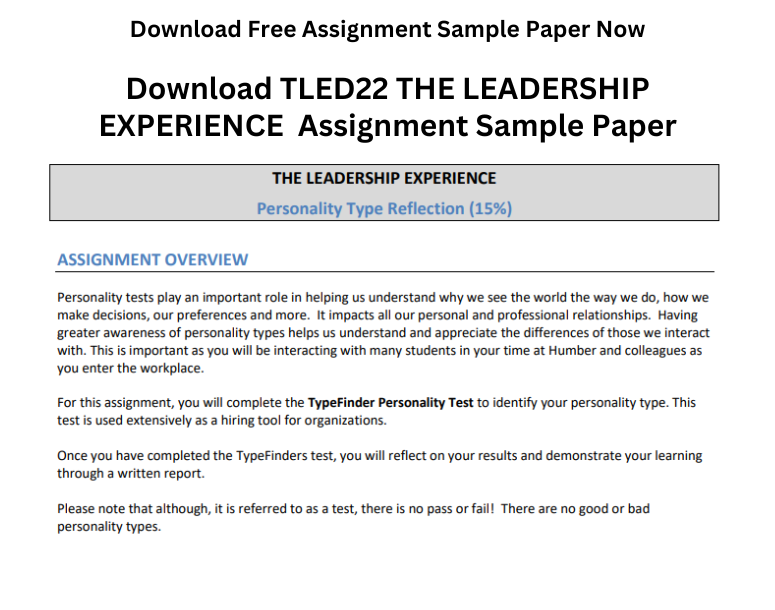 Download Free Assignment Sample Paper Now
Download TLED22 THE LEADERSHIP
EXPERIENCE Assignment Sample Paper
THE LEADERSHIP EXPERIENCE
Personality Type Reflection (15%)
ASSIGNMENT OVERVIEW
Personality tests play an important role in helping us understand why we see the world the way we do, how we
make decisions, our preferences and more. It impacts all our personal and professional relationships. Having
greater awareness of personality types helps us understand and appreciate the differences of those we interact
with. This is important as you will be interacting with many students in your time at Humber and colleagues as
you enter the workplace.
For this assignment, you will complete the TypeFinder Personality Test to identify your personality type. This
test is used extensively as a hiring tool for organizations.
Once you have completed the TypeFinders test, you will reflect on your results and demonstrate your learning
through a written report.
Please note that although, it is referred to as a test, there is no pass or fail! There are no good or bad
personality types.